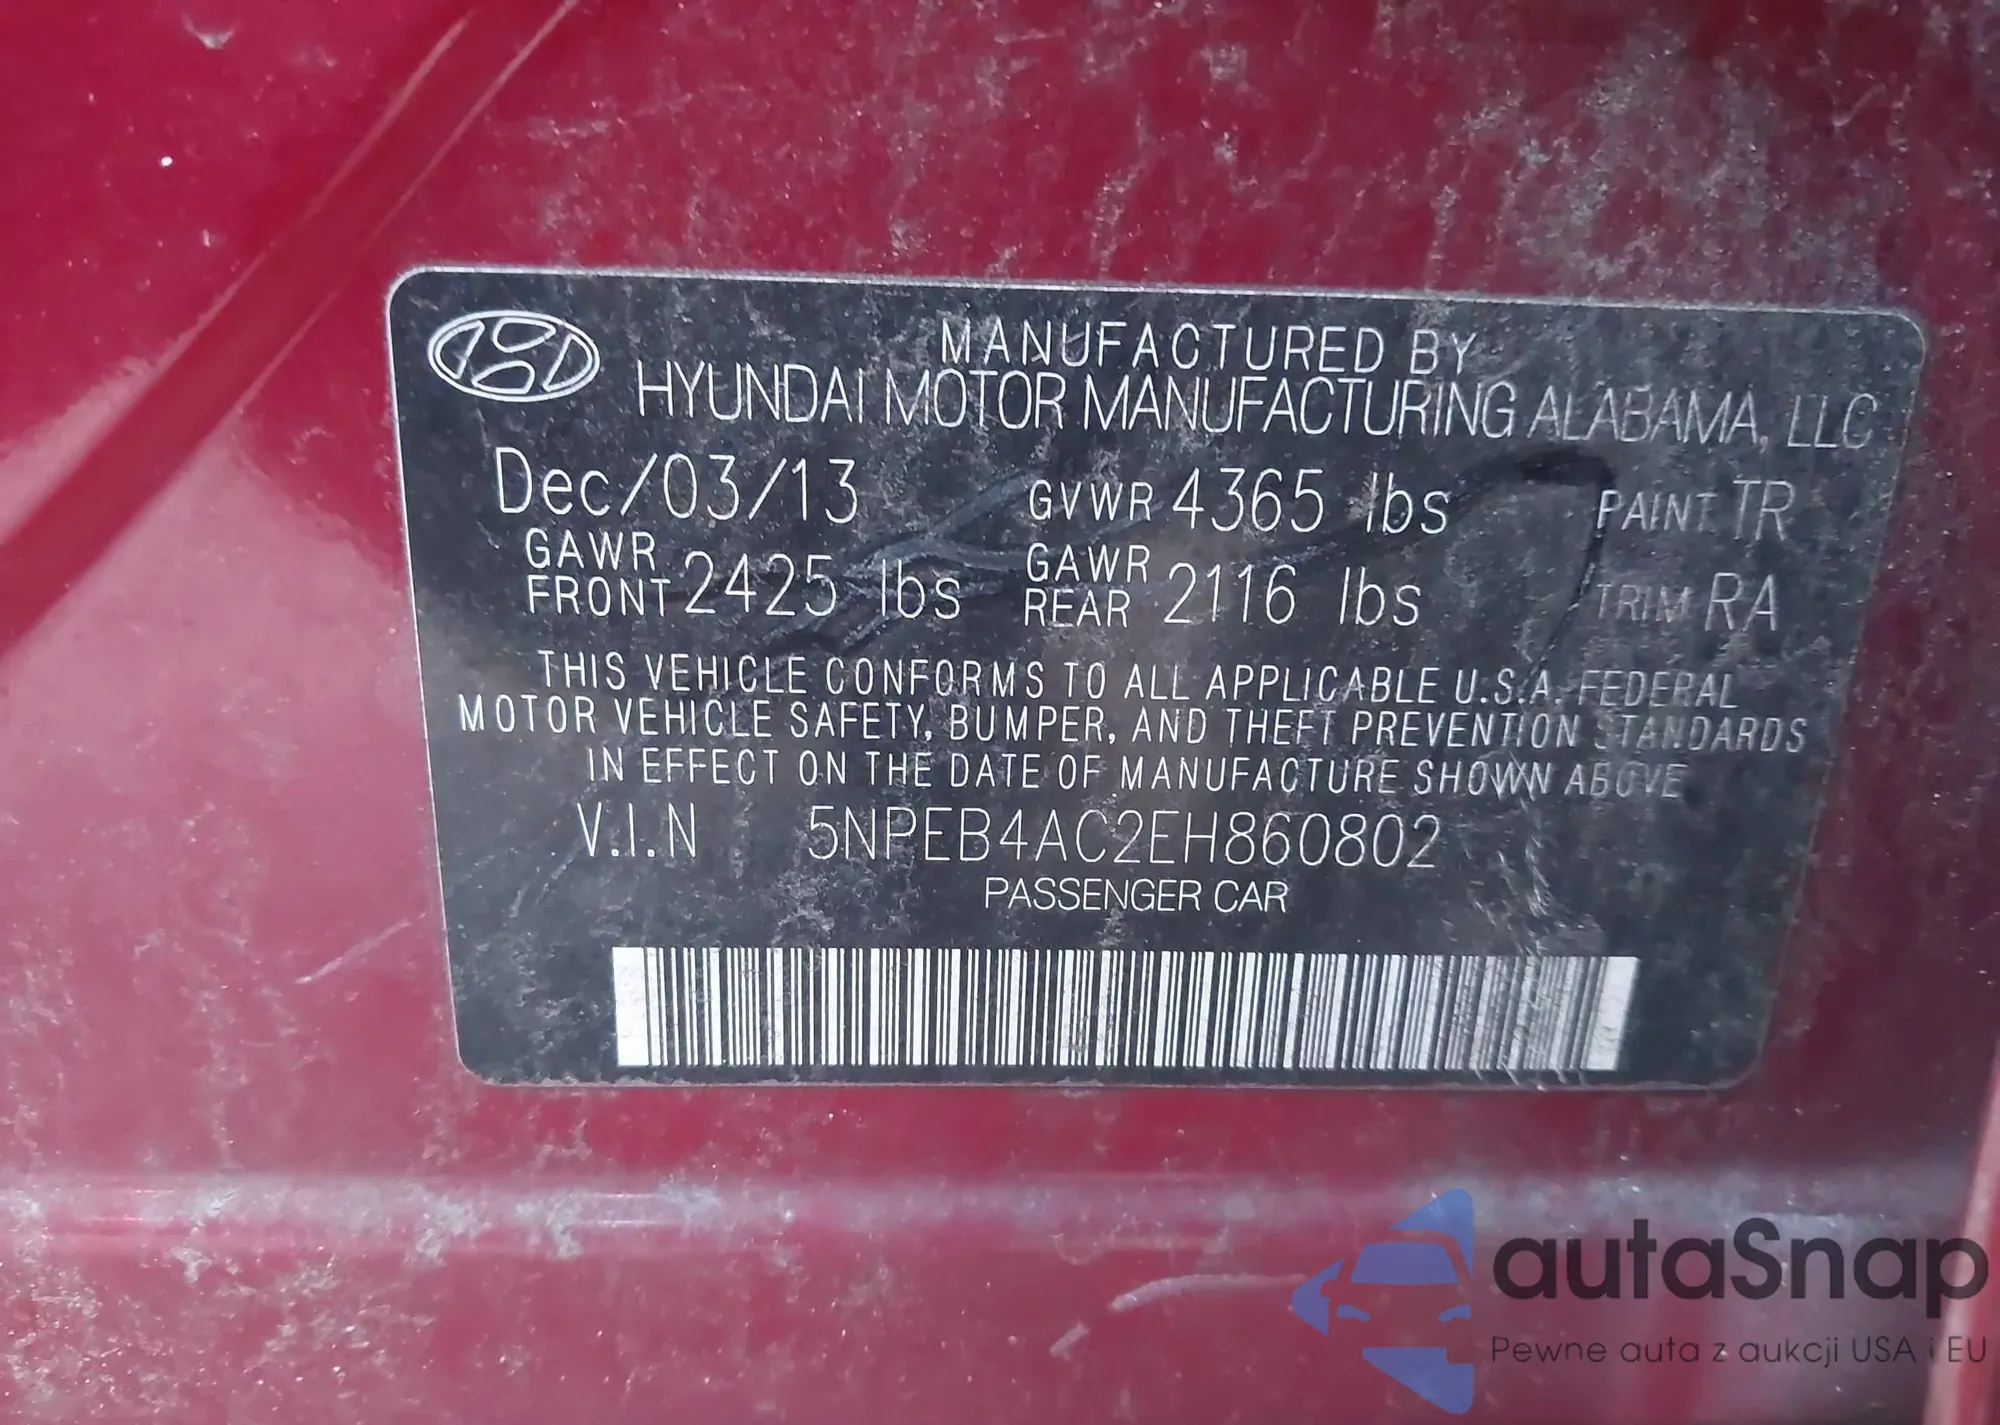 MANUFACTURED BY
HYUNDAI MOTOR MANUFACTURING ALABAMA, LLC
Dec/03/13 GVWR 4365 lbs PAINT TR
GAWR FRONT 2425 lbs GAWR REAR 2116 lbs TRIM RA
THIS VEHICLE CONFORMS TO ALL APPLICABLE U.S.A. FEDERAL
MOTOR VEHICLE SAFETY, BUMPER, AND THEFT PREVENTION STANDARDS
IN EFFECT ON THE DATE OF MANUFACTURE SHOWN ABOVE
V.I.N 5NPEB4AC2EH860802
PASSENGER CAR
autaSnap
Pewne auta z aukcji USA i EU